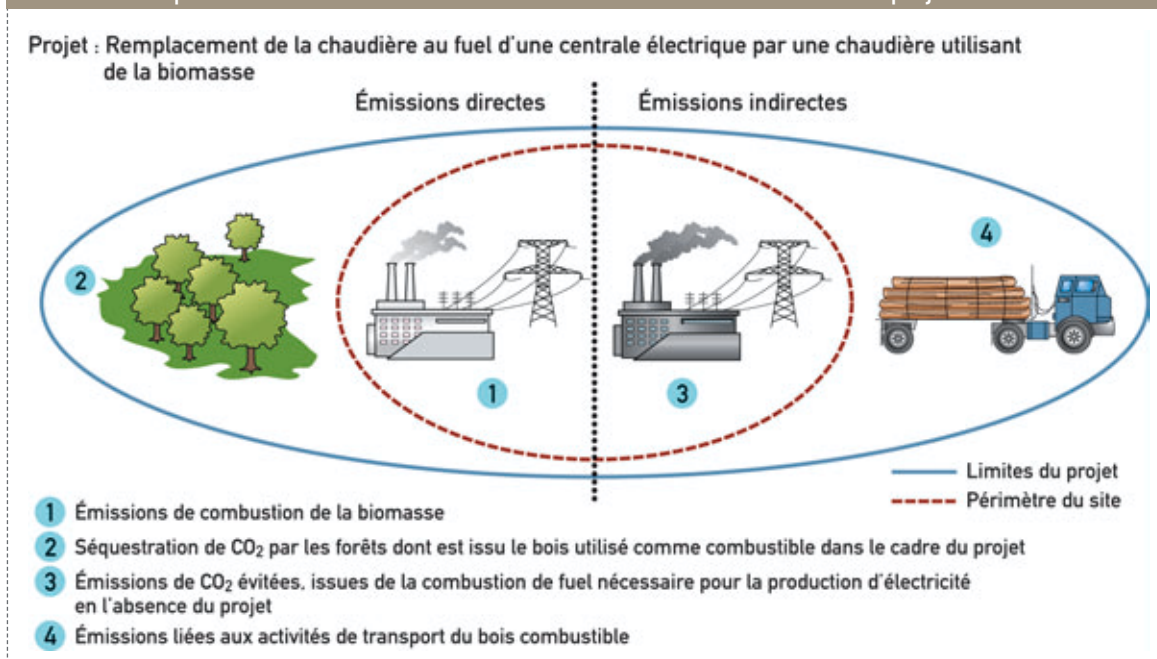 Projet : Remplacement de la chaudière au fuel d'une centrale électrique par une chaudière utilisant
de la biomasse
Émissions directes
Émissions indirectes
2
4
1
3
Limites du projet
Périmètre du site
1 Émissions de combustion de la biomasse
2 Séquestration de CO₂ par les forêts dont est issu le bois utilisé comme combustible dans le cadre du projet
3 Émissions de CO₂ évitées, issues de la combustion de fuel nécessaire pour la production d'électricité
en l'absence du projet
4 Émissions liées aux activités de transport du bois combustible